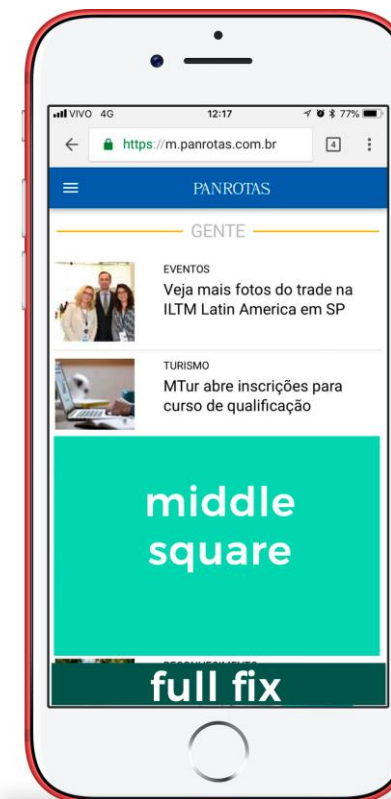 VIVO 4G 12:17 77%
https://m.panrotas.com.br 4
PANROTAS
GENTE
EVENTOS
Veja mais fotos do trade na
ILTM Latin America em SP
TURISMO
MTur abre inscrições para
curso de qualificação
middle
square
full fix